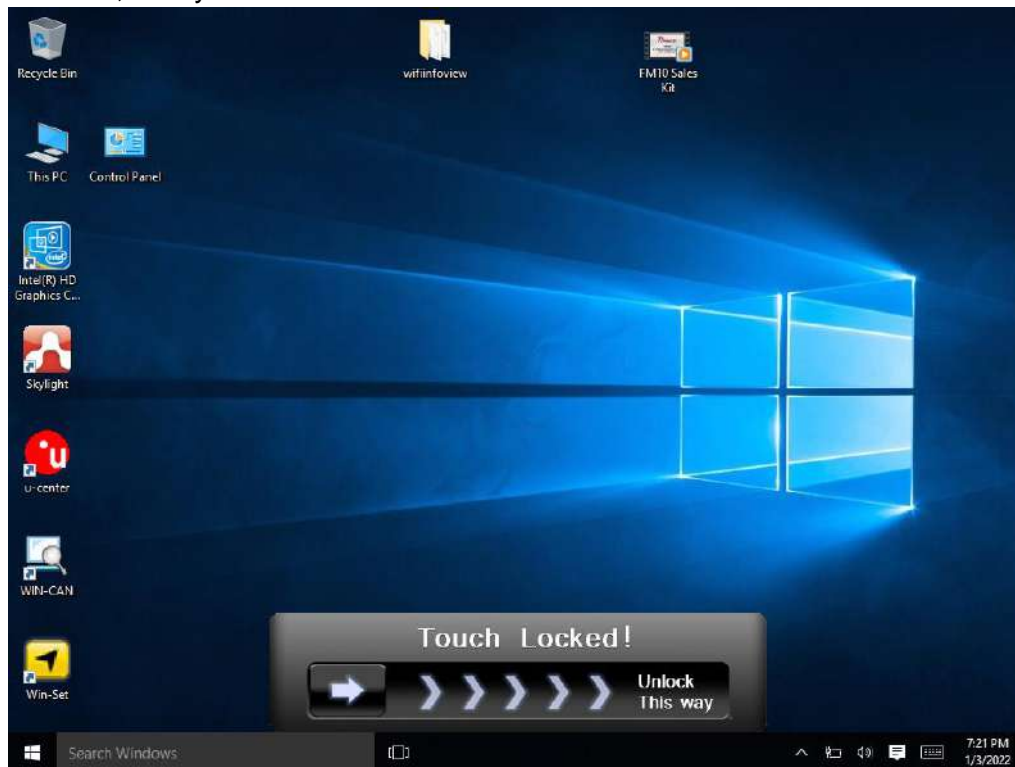 Recycle Bin
wifiinfoview
FM10 Sales
Kit
This PC
Control Panel
intel
Intel(R) HD
Graphics C...
Skylight
u
u-center
WIN-CAN
Win-Set
Touch Locked!
Unlock
This way
Search Windows
7:21 PM
1/3/2022